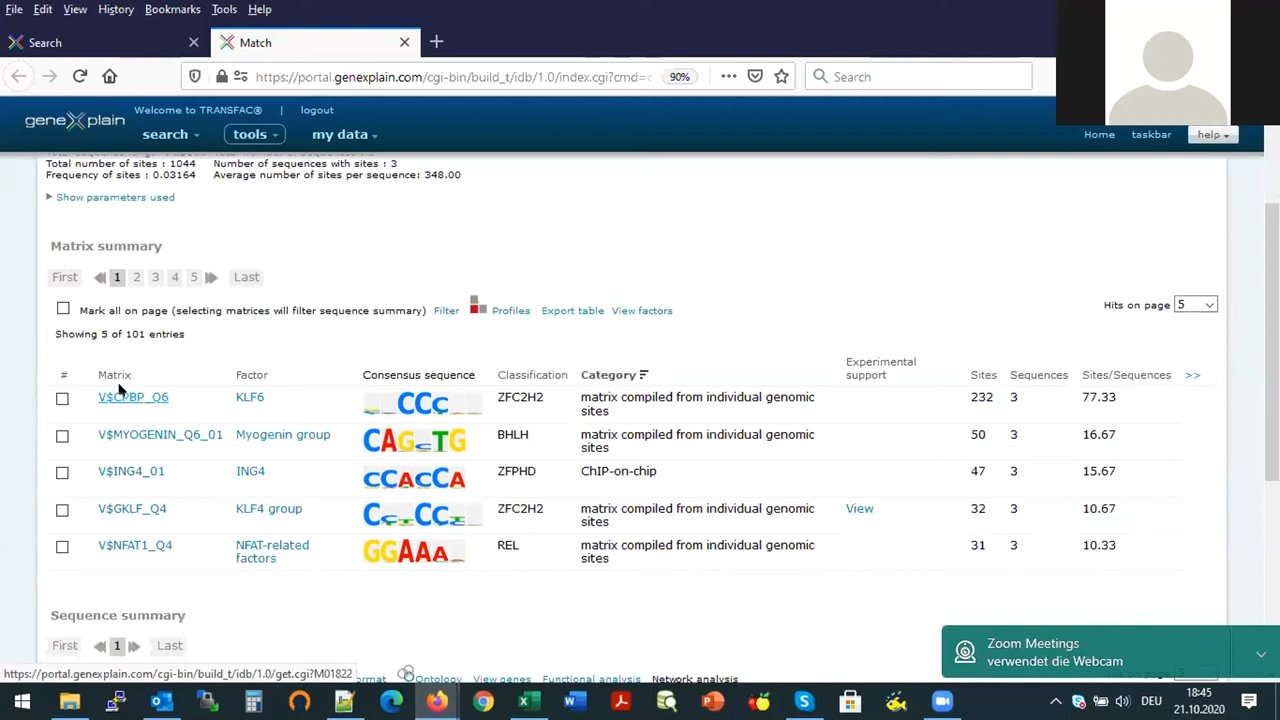 File Edit View History Bookmarks Tools Help
Search Match
https://portal.genexplain.com/cgi-bin/build_t/idb/1.0/index.cgi?cmd= 90% Search
Welcome to TRANSFAC® | logout
geneXplain search tools my data Home taskbar help
Total number of sites : 1044 Number of sequences with sites : 3
Frequency of sites : 0.03164 Average number of sites per sequence: 348.00
Show parameters used
Matrix summary
First 1 2 3 4 5 Last
Mark all on page (selecting matrices will filter sequence summary) Filter Profiles Export table View factors Hits on page 5
Showing 5 of 101 entries
# Matrix Factor Consensus sequence Classification Category Experimental support Sites Sequences Sites/Sequences >>
V$CPBP_Q6 KLF6 CCc ZFC2H2 matrix compiled from individual genomic sites 232 3 77.33
V$MYOGENIN_Q6_01 Myogenin group CAGcTG BHLH matrix compiled from individual genomic sites 50 3 16.67
V$ING4_01 ING4 cCAcCA ZFPHD ChIP-on-chip 47 3 15.67
V$GKLF_Q4 KLF4 group ZFC2H2 matrix compiled from individual genomic sites View 32 3 10.67
V$NFAT1_Q4 NFAT-related factors GGAAA REL matrix compiled from individual genomic sites 31 3 10.33
Sequence summary
First 1 Last
Zoom Meetings
verwendet die Webcam
https://portal.genexplain.com/cgi-bin/build_t/idb/1.0/get.cgi?M01822 Ontology View genes Functional analysis Network analysis
DEU 18:45
21.10.2020